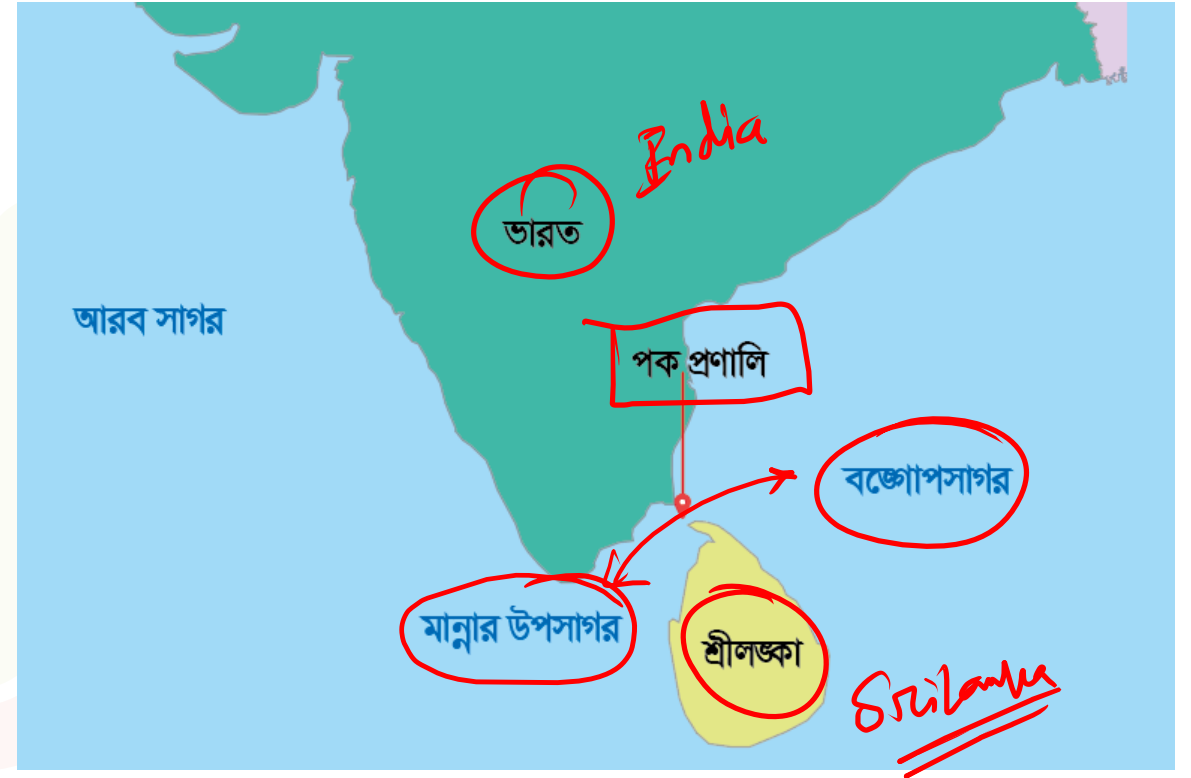 India
ভারত
আরব সাগর
পক প্রণালি
বঙ্গোপসাগর
মান্নার উপসাগর
শ্রীলঙ্কা
Srilanka